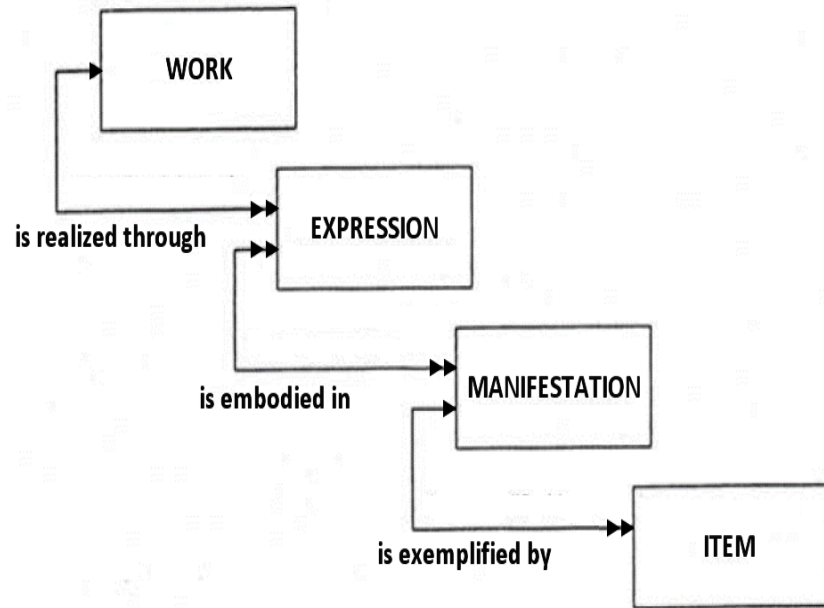 WORK
is realized through
EXPRESSION
is embodied in
MANIFESTATION
is exemplified by
ITEM